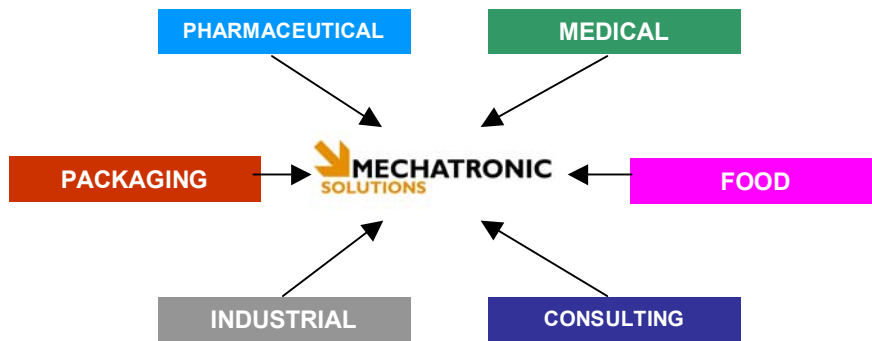 PHARMACEUTICAL
MEDICAL
MECHATRONIC
SOLUTIONS
PACKAGING
FOOD
INDUSTRIAL
CONSULTING